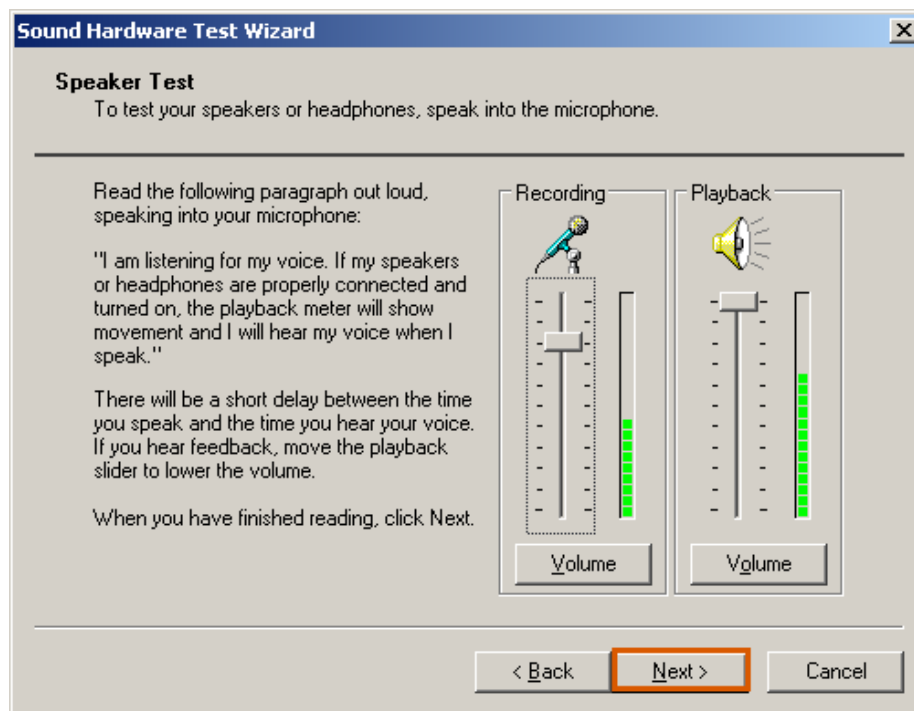 Sound Hardware Test Wizard
Speaker Test
To test your speakers or headphones, speak into the microphone.
Read the following paragraph out loud,
speaking into your microphone:
"I am listening for my voice. If my speakers
or headphones are properly connected and
turned on, the playback meter will show
movement and I will hear my voice when I
speak."
There will be a short delay between the time
you speak and the time you hear your voice.
If you hear feedback, move the playback
slider to lower the volume.
When you have finished reading, click Next.
Recording
Volume
Playback
Volume
< Back
Next >
Cancel